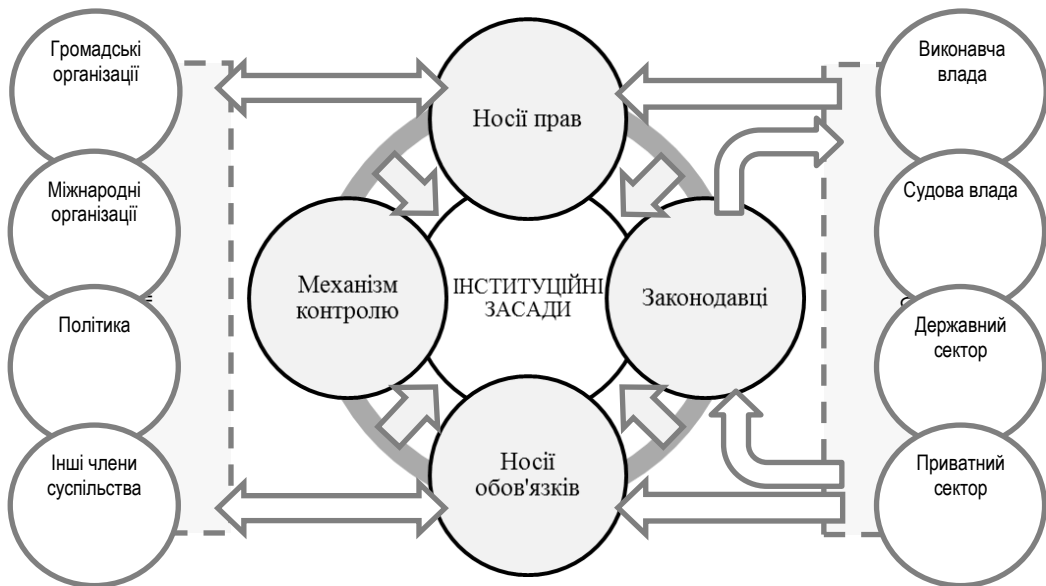 Громадські
організації
Міжнародні
організації
Політика
Інші члени
суспільства
Носії прав
Механізм
контролю
ІНСТИТУЦІЙНІ
ЗАСАДИ
Законодавці
Носії
обов'язків
Виконавча
влада
Судова влада
Державний
сектор
Приватний
сектор